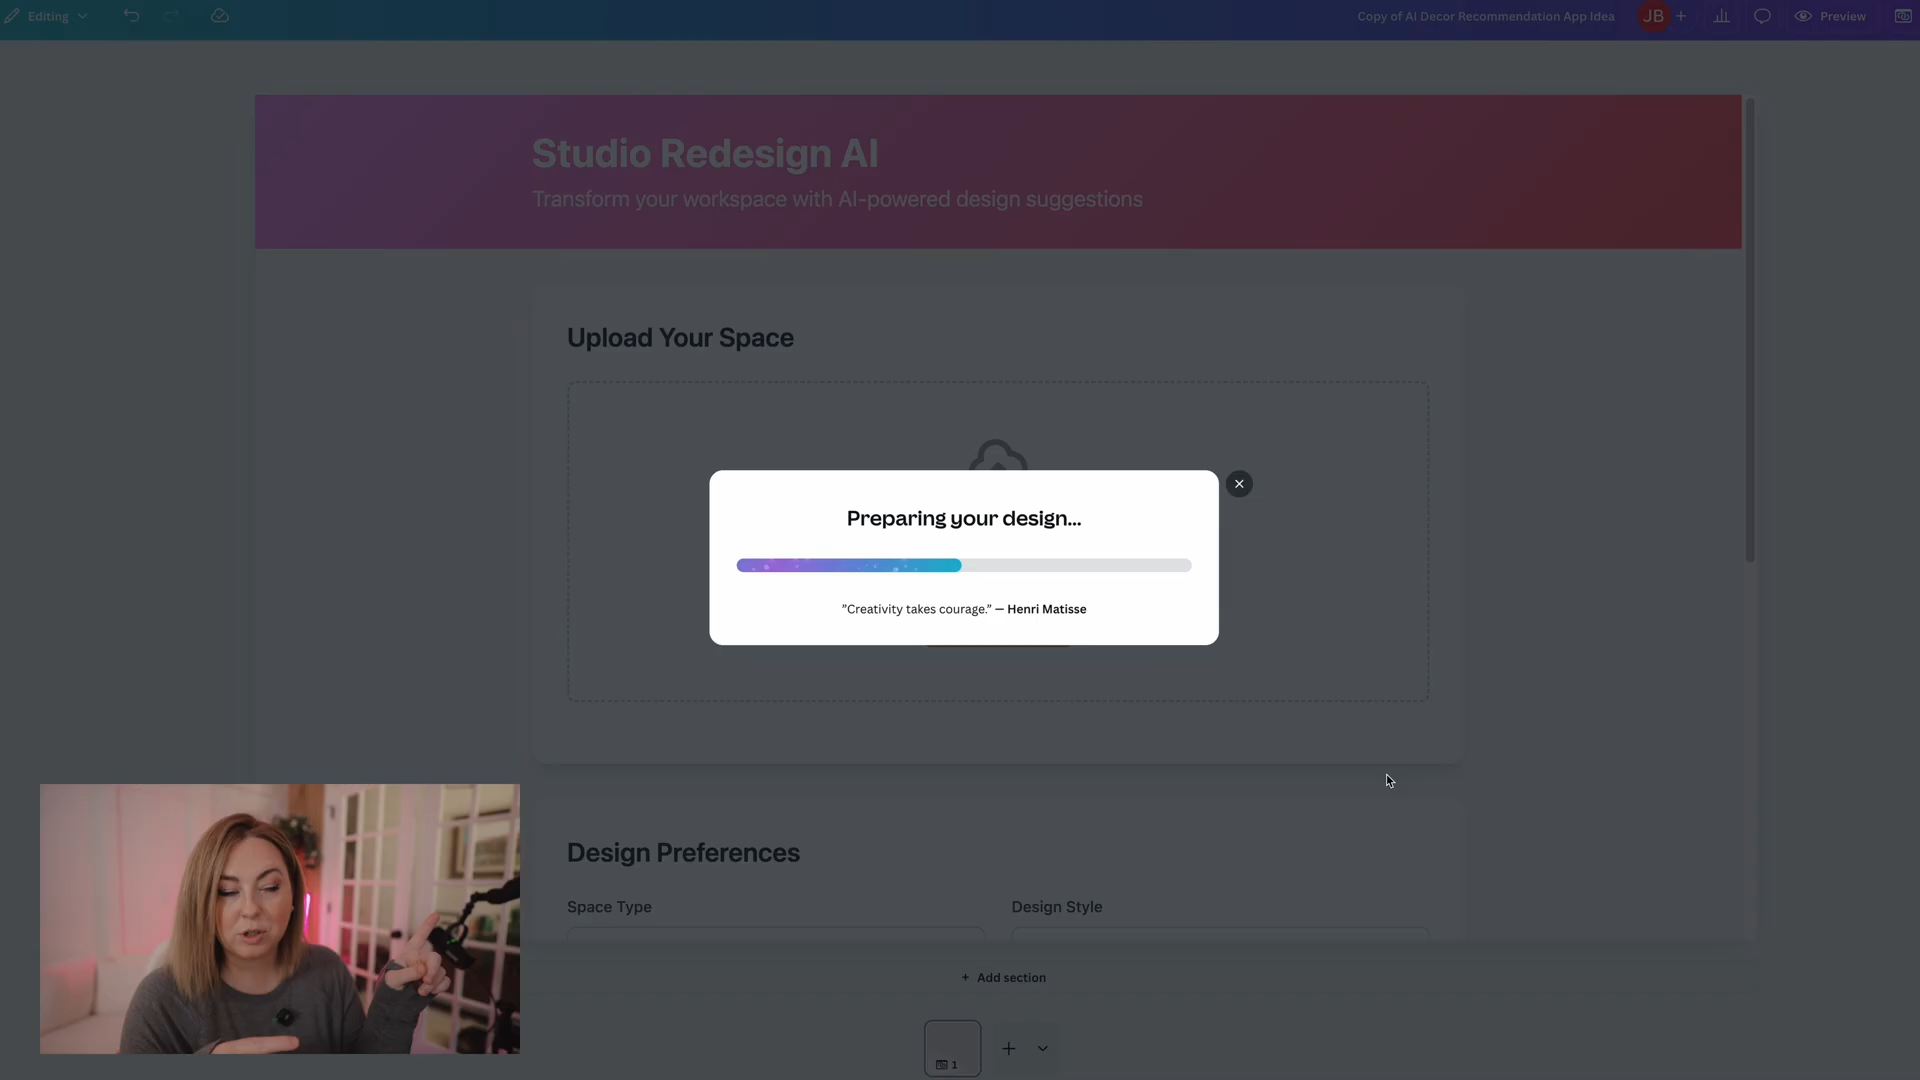 Editing
Copy of AI Decor Recommendation App Idea
JB
Preview
Studio Redesign AI
Transform your workspace with AI-powered design suggestions
Upload Your Space
Preparing your design...
"Creativity takes courage." — Henri Matisse
Design Preferences
Space Type
Design Style
+ Add section
1